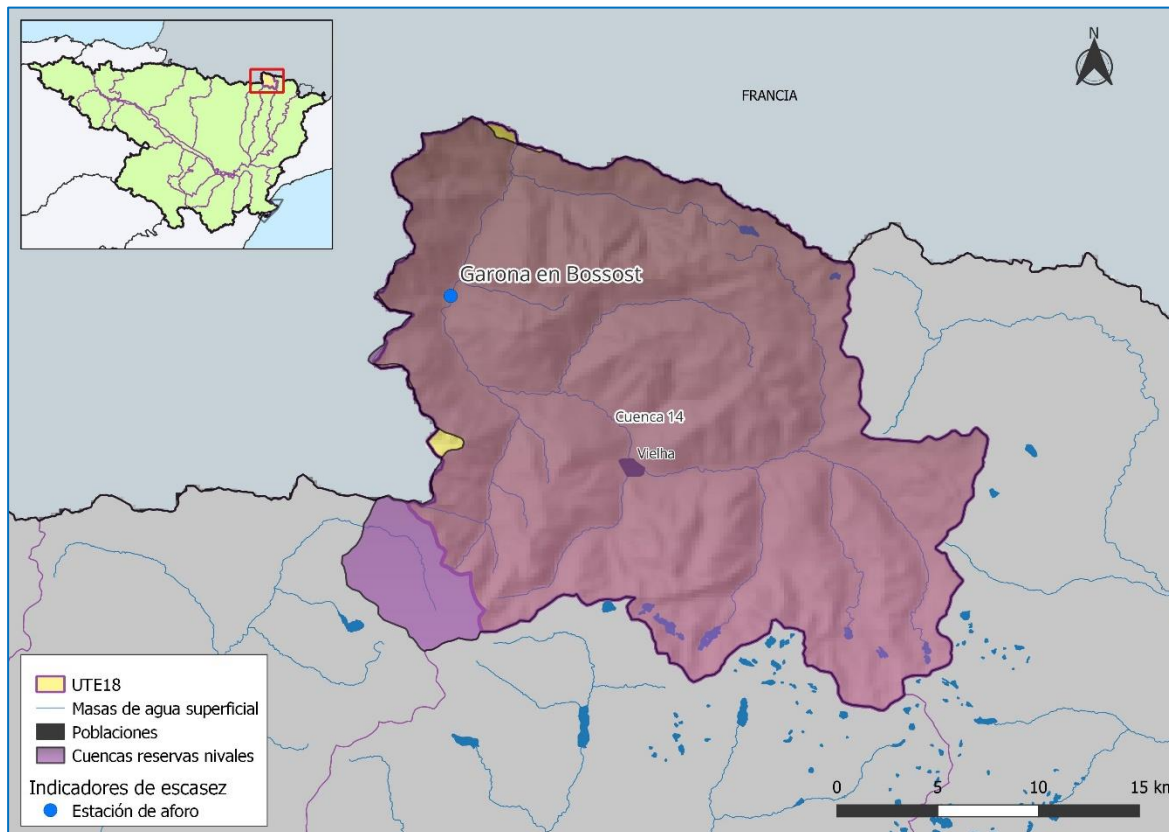 N
FRANCIA
Garona en Bossost
Cuenca 14
Vielha
UTE18
Masas de agua superficial
Poblaciones
Cuencas reservas nivales
Indicadores de escasez
Estación de aforo
0 5 10 15 km